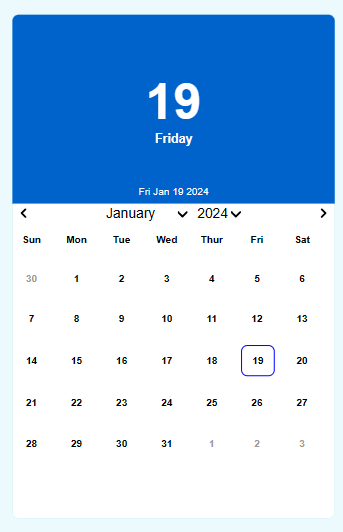 19
Friday
Fri Jan 19 2024
January 2024
Sun Mon Tue Wed Thur Fri Sat
30 1 2 3 4 5 6
7 8 9 10 11 12 13
14 15 16 17 18 19 20
21 22 23 24 25 26 27
28 29 30 31 1 2 3